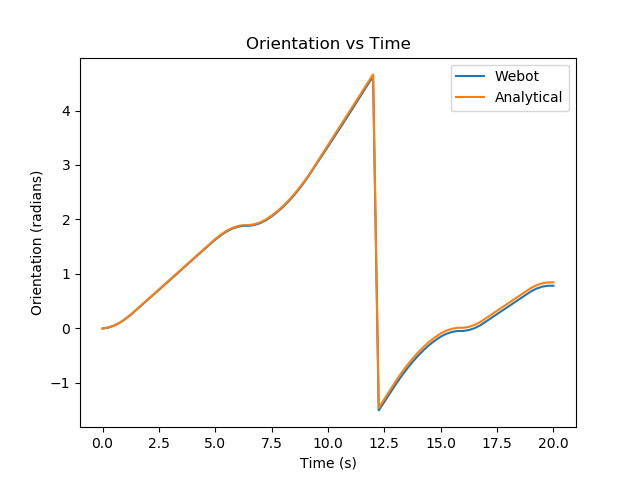 Orientation vs Time
Webot
Analytical
4
3
2
1
0
−1
Orientation (radians)
0.0 2.5 5.0 7.5 10.0 12.5 15.0 17.5 20.0
Time (s)